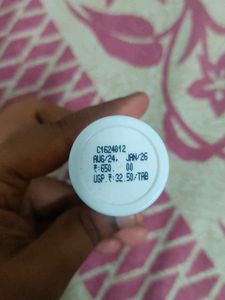 C1624012
AUG/24, JAN/26
₹:650. 00
USP.₹:32.50/TAB